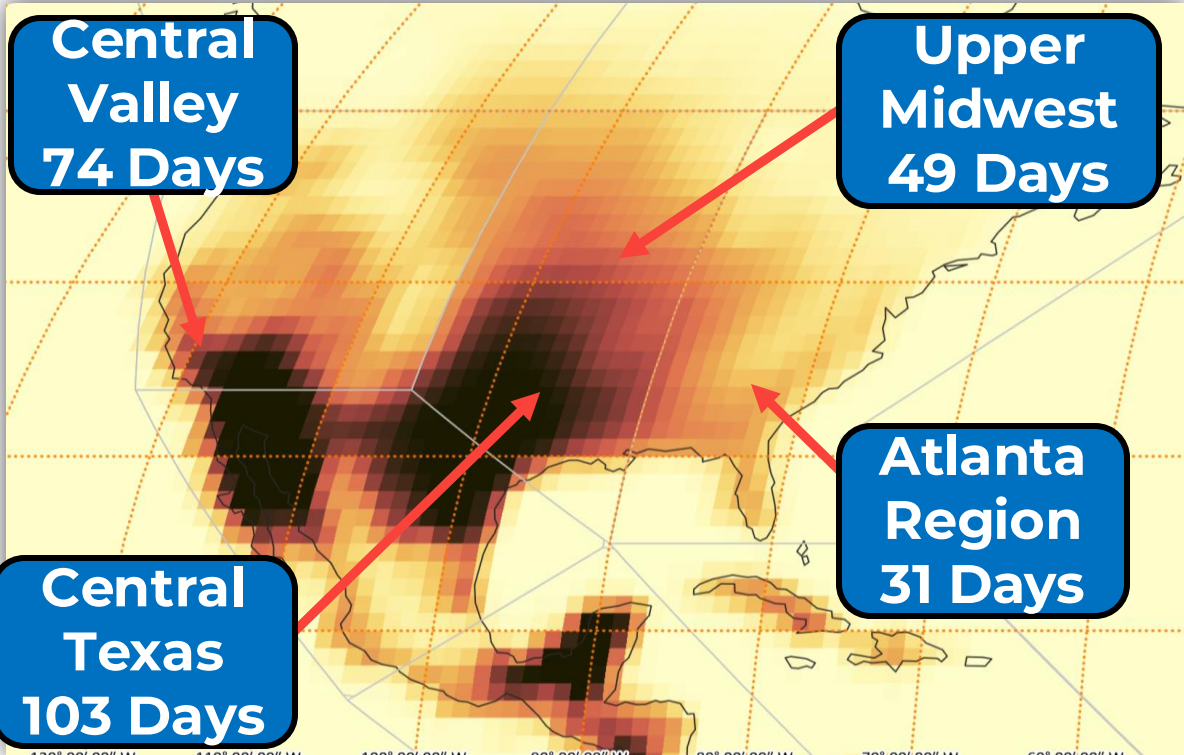 Central
Valley
74 Days
Upper
Midwest
49 Days
Atlanta
Region
31 Days
Central
Texas
103 Days